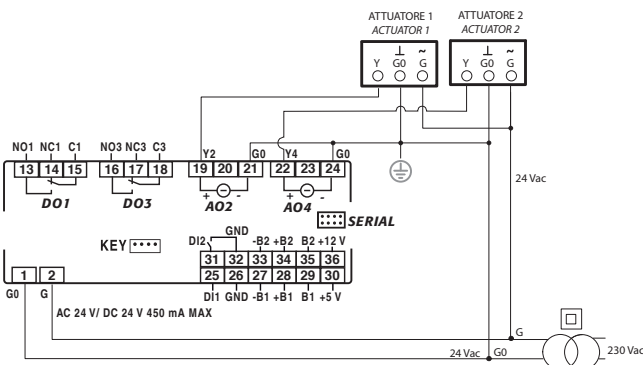 ATTUATORE 1 ATTUATORE 2
ACTUATOR 1 ACTUATOR 2
⊥ ~ ⊥ ~
Y G0 G Y G0 G
NO1 NC1 C1 NO3 NC3 C3 Y2 G0 Y4 G0
13 14 15 16 17 18 19 20 21 22 23 24
24 Vac
+ - + -
DO1 DO3 AO2 AO4
SERIAL
KEY
DI2 GND -B2 +B2 B2 +12 V
31 32 33 34 35 36
1 2 25 26 27 28 29 30
G0 G DI1 GND -B1 +B1 B1 +5 V
AC 24 V/ DC 24 V 450 mA MAX
G
24 Vac G0 230 Vac